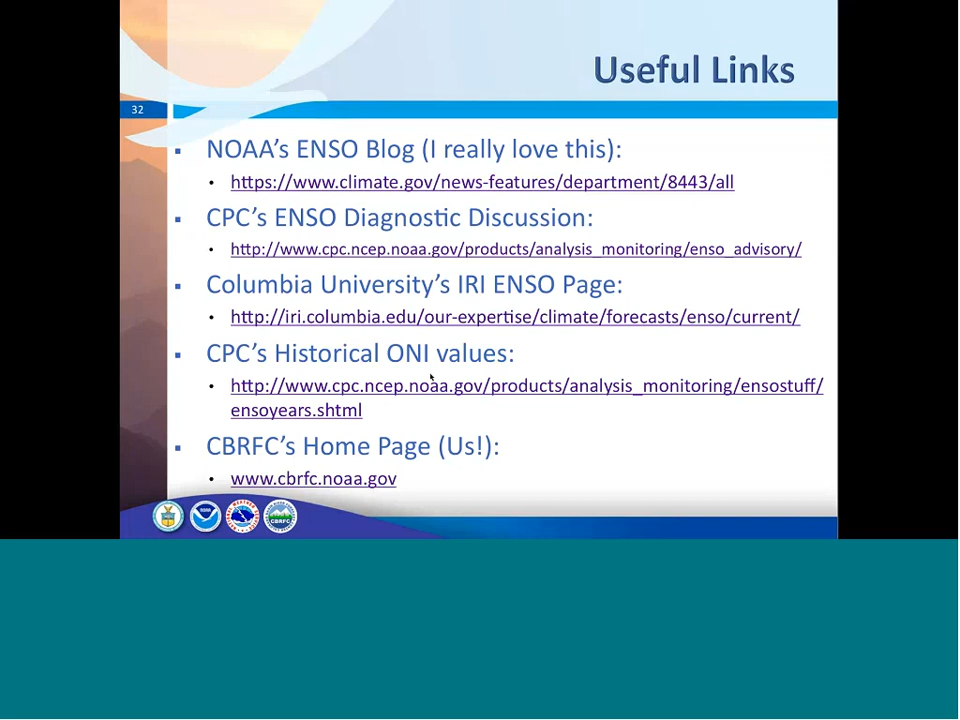 Useful Links
32
NOAA's ENSO Blog (I really love this):
https://www.climate.gov/news-features/department/8443/all
CPC's ENSO Diagnostic Discussion:
http://www.cpc.ncep.noaa.gov/products/analysis_monitoring/enso_advisory/
Columbia University's IRI ENSO Page:
http://iri.columbia.edu/our-expertise/climate/forecasts/enso/current/
CPC's Historical ONI values:
http://www.cpc.ncep.noaa.gov/products/analysis_monitoring/ensostuff/
ensoyears.shtml
CBRFC's Home Page (Us!):
www.cbrfc.noaa.gov
NOAA
CBRFC